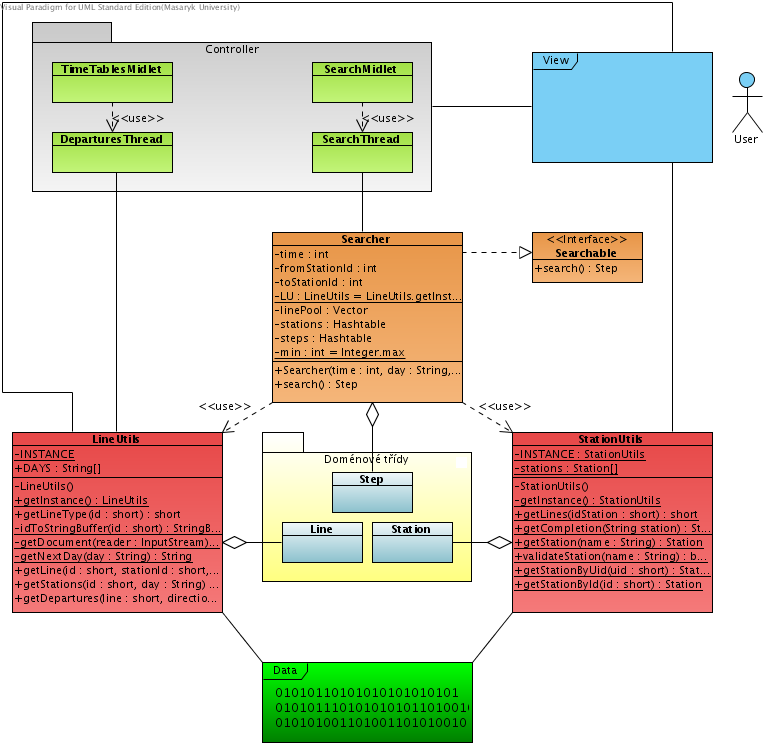 Visual Paradigm for UML Standard Edition(Masaryk University)
Controller
TimeTablesMidlet
<<use>>
DeparturesThread
SearchMidlet
<<use>>
SearchThread
View
User
Searcher
-time : int
-fromStationId : int
-toStationId : int
-LU : LineUtils = LineUtils.getInst...
-linePool : Vector
-stations : Hashtable
-steps : Hashtable
-min : int = Integer.max
+Searcher(time : int, day : String,...
+search() : Step
<<Interface>>
Searchable
+search() : Step
<<use>>
<<use>>
LineUtils
-INSTANCE
+DAYS : String[]
-LineUtils()
+getInstance() : LineUtils
+getLineType(id : short) : short
-idToStringBuffer(id : short) : StringB...
-getDocument(reader : InputStream)...
-getNextDay(day : String) : String
+getLine(id : short, stationId : short,...
+getStations(id : short, day : String) ...
+getDepartures(line : short, directio...
Doménové třídy
Step
Line
Station
StationUtils
-INSTANCE : StationUtils
-stations : Station[]
-StationUtils()
-getInstance() : StationUtils
+getLines(idStation : short) : short
+getCompletion(String station) : St...
+getStation(name : String) : Station
+validateStation(name : String) : b...
+getStationByUid(uid : short) : Stat...
+getStationById(id : short) : Station
Data
01010110101010101010101
0101011101010101011010010
0101010011010011010100 10